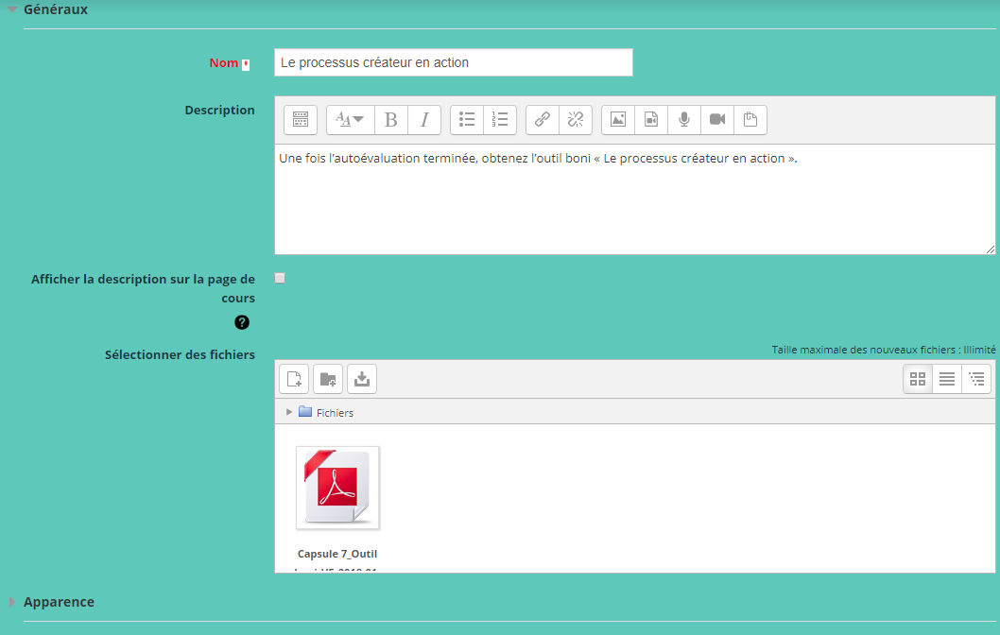 Généraux
Nom
Le processus créateur en action
Description
Une fois l'autoévaluation terminée, obtenez l'outil boni « Le processus créateur en action ».
Afficher la description sur la page de
cours
Sélectionner des fichiers
Taille maximale des nouveaux fichiers : Illimité
Fichiers
Capsule 7_Outil
Apparence